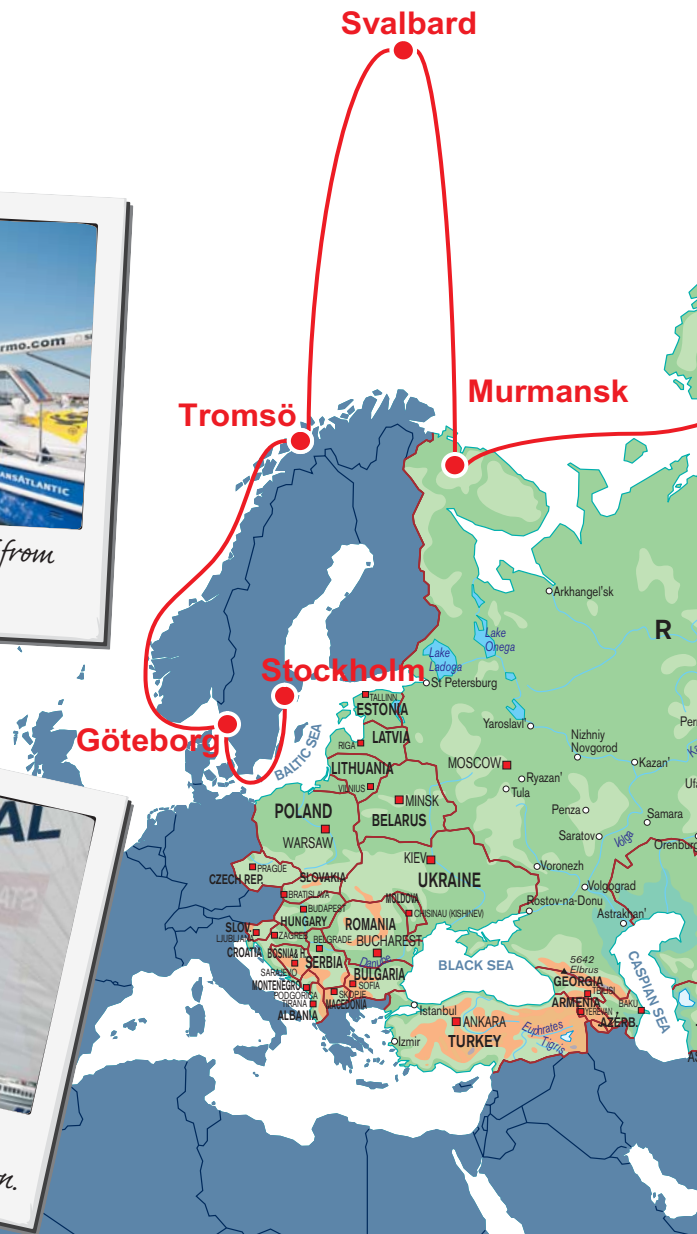 Svalbard
rmo.com
Murmansk
Tromsö
ANSATLANTIC
from
Arkhangel'sk
R
Lake
Onega
Lake
Ladoga
Stockholm
St Petersburg
TALLINN
ESTONIA
Göteborg
Yaroslavl'
BALTIC SEA
RIGA
LATVIA
Nizhniy
Novgorod
MOSCOW
Kazan'
LITHUANIA
Ryazan'
VILNIUS
Tula
MINSK
POLAND
Penza
Samara
BELARUS
WARSAW
Saratov
Volga
Orenburg
KIEV
Voronezh
PRAGUE
CZECH REP.
SLOVAKIA
UKRAINE
Volgograd
BRATISLAVA
MOLDOVA
Rostov-na-Donu
BUDAPEST
CHISINAU (KISHINEV)
Astrakhan'
HUNGARY
ROMANIA
SLOV.
LJUBLJANA
ZAGREB
BELGRADE
BUCHAREST
CROATIA
BOSNIA& H.
SERBIA
Danube
BLACK SEA
5642
Elbrus
SARAJEVO
BULGARIA
GEORGIA
CASPIAN SEA
MONTENEGRO
SOFIA
TBILISI
PODGORICA
SKOPJE
ARMENIA
BAKU
TIRANA
MACEDONIA
YEREVAN
ALBANIA
Istanbul
AZERB.
ANKARA
Euphrates
Tigris
Izmir
TURKEY
AL
n.